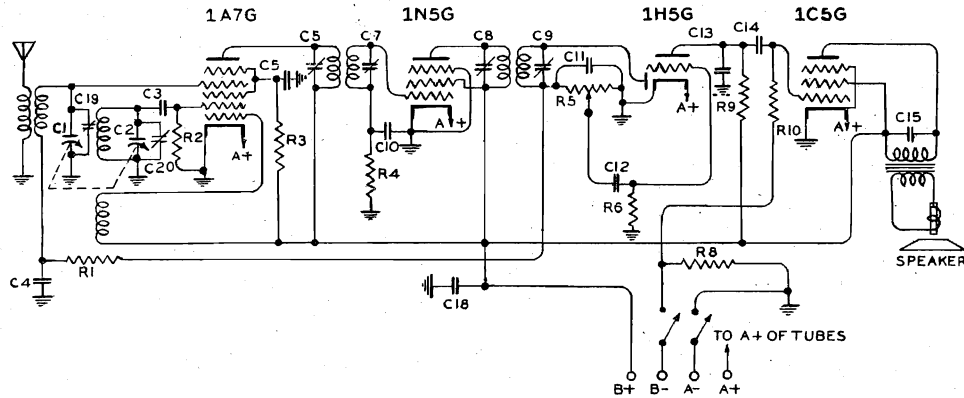 1A7G 1N5G 1H5G 1C5G
C5 C7 C8 C9 C13 C14
C19 C3 C5 C11
C1 C2 R2 A+ R3 C10 A+ R5 A+ R9 R10 A+ C15
C20 R4 C12
R6
SPEAKER
C4 R1 R8
C18
TO A+ OF TUBES
B+ B- A- A+